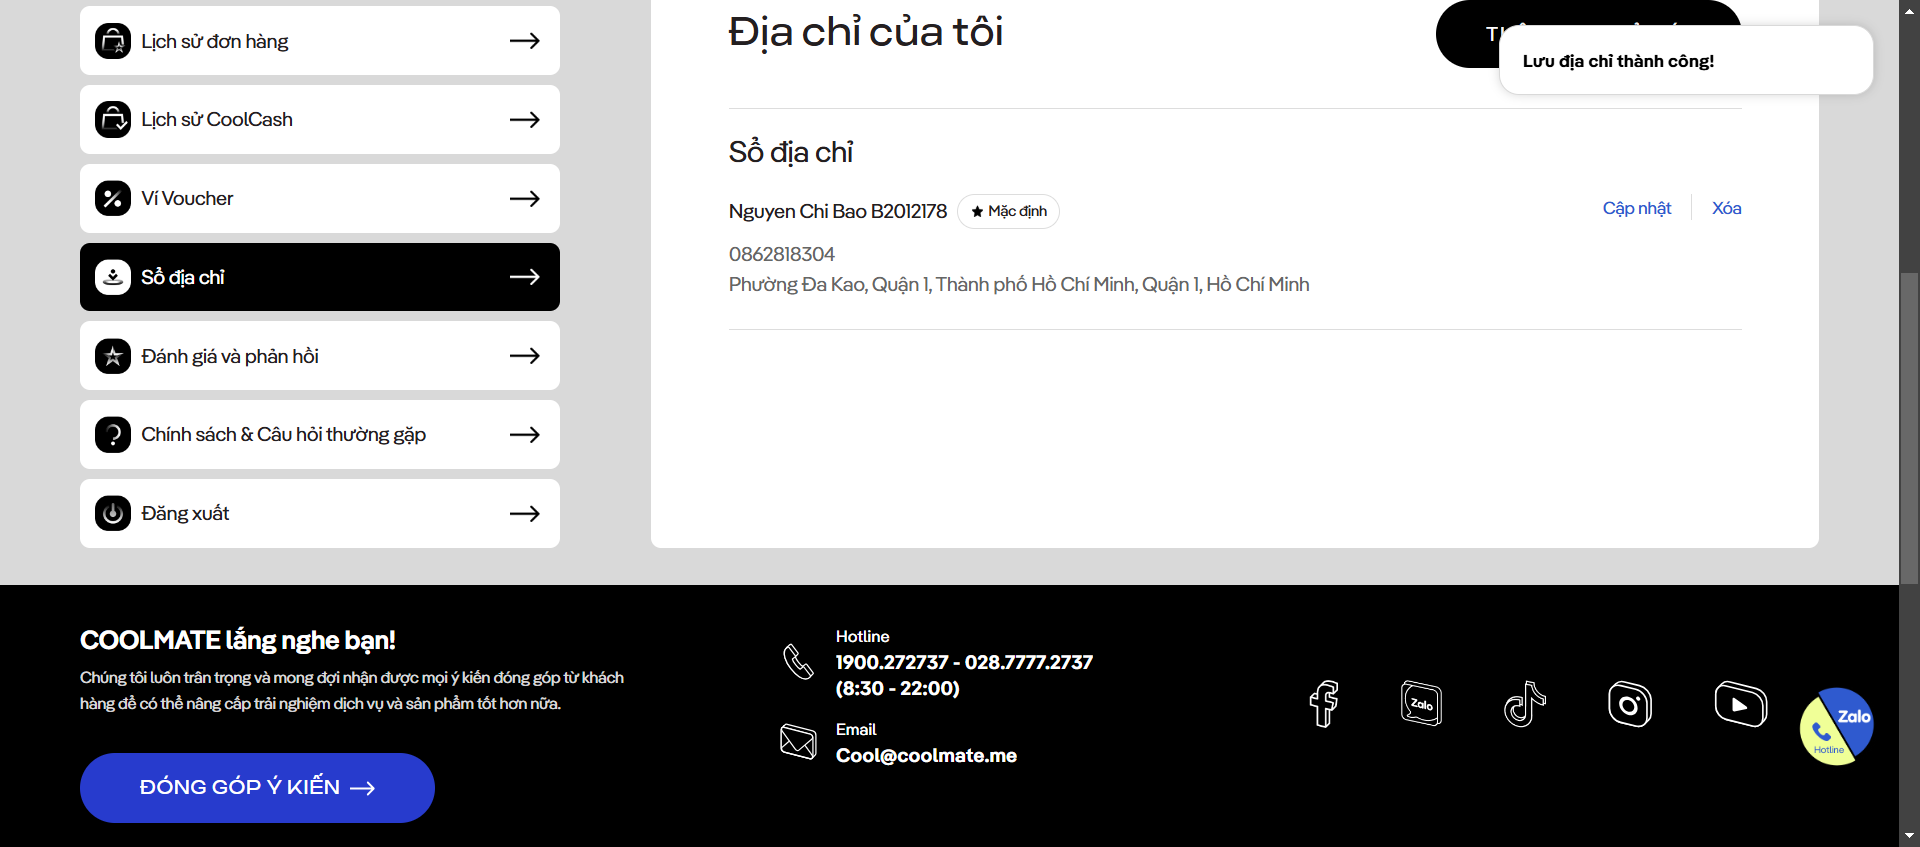 Lịch sử đơn hàng
Lịch sử CoolCash
Ví Voucher
Sổ địa chỉ
Đánh giá và phản hồi
Chính sách & Câu hỏi thường gặp
Đăng xuất
Địa chỉ của tôi
Lưu địa chỉ thành công!
Sổ địa chỉ
Nguyen Chi Bao B2012178
★ Mặc định
Cập nhật
Xóa
0862818304
Phường Đa Kao, Quận 1, Thành phố Hồ Chí Minh, Quận 1, Hồ Chí Minh
COOLMATE lắng nghe bạn!
Chúng tôi luôn trân trọng và mong đợi nhận được mọi ý kiến đóng góp từ khách
hàng để có thể nâng cấp trải nghiệm dịch vụ và sản phẩm tốt hơn nữa.
ĐÓNG GÓP Ý KIẾN
Hotline
1900.272737 - 028.7777.2737
(8:30 - 22:00)
Email
Cool@coolmate.me
Zalo
Zalo
Hotline